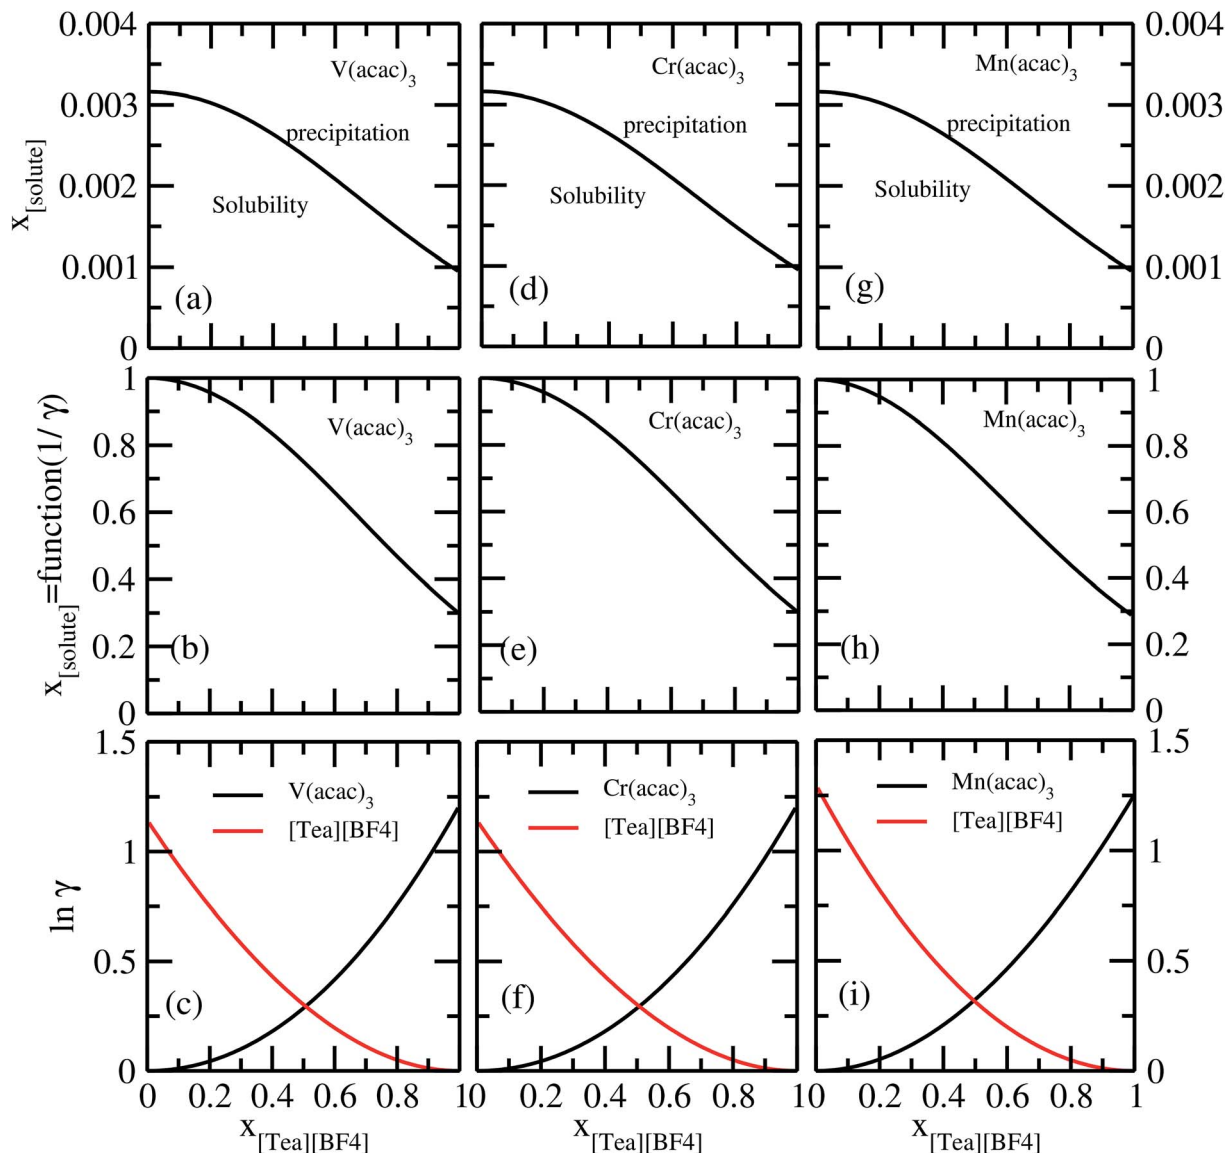 0.004
0.003
0.002
0.001
0
x[solute]
V(acac)3
precipitation
Solubility
(a)
Cr(acac)3
precipitation
Solubility
(d)
Mn(acac)3
precipitation
Solubility
(g)
0.004
0.003
0.002
0.001
0
1
0.8
0.6
0.4
0.2
0
x[solute]=function(1/ γ)
V(acac)3
(b)
Cr(acac)3
(e)
Mn(acac)3
(h)
1
0.8
0.6
0.4
0.2
0
1.5
1
0.5
0
ln γ
V(acac)3
[Tea][BF4]
(c)
Cr(acac)3
[Tea][BF4]
(f)
Mn(acac)3
[Tea][BF4]
(i)
1.5
1
0.5
0
0 0.2 0.4 0.6 0.8 1
0 0.2 0.4 0.6 0.8 1
0 0.2 0.4 0.6 0.8 1
x[Tea][BF4]
x[Tea][BF4]
x[Tea][BF4]